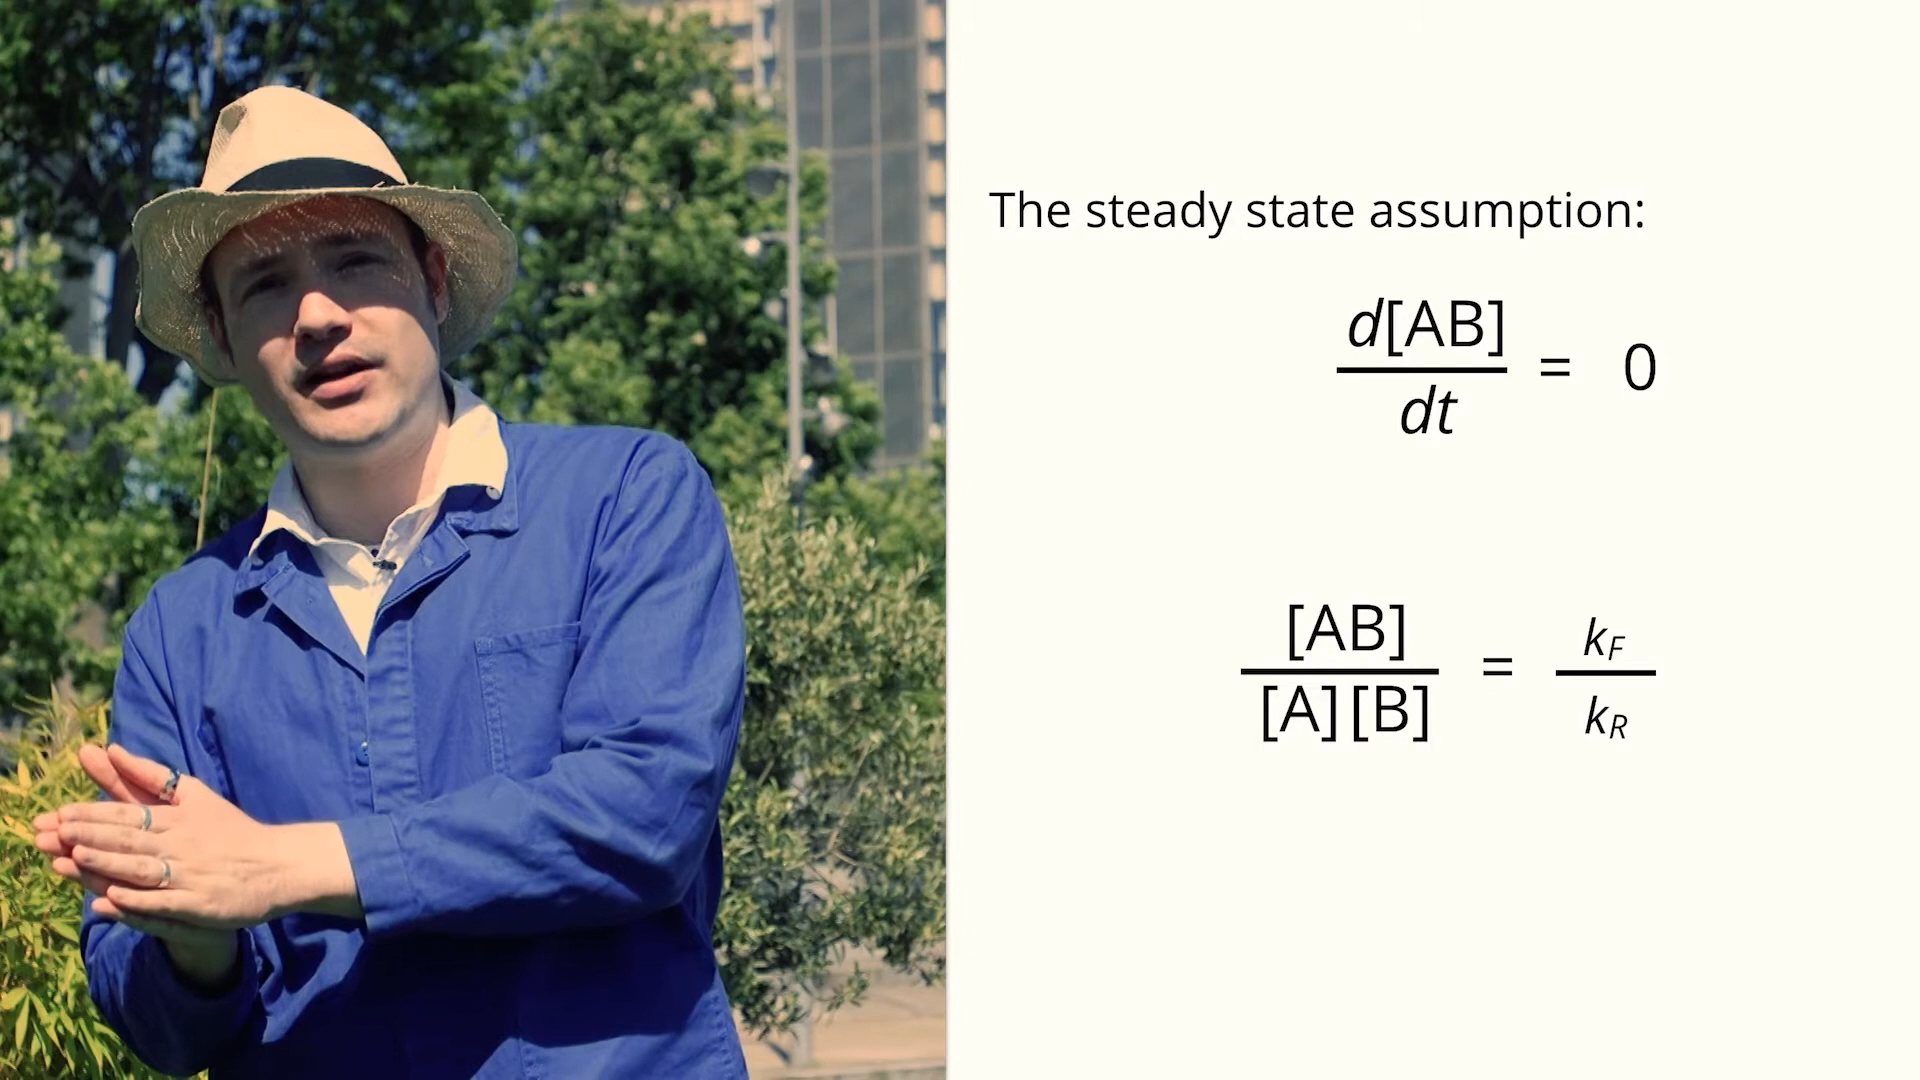 The steady state assumption:
d[AB]
dt
= 0
[AB]
[A][B]
=
kF
kR